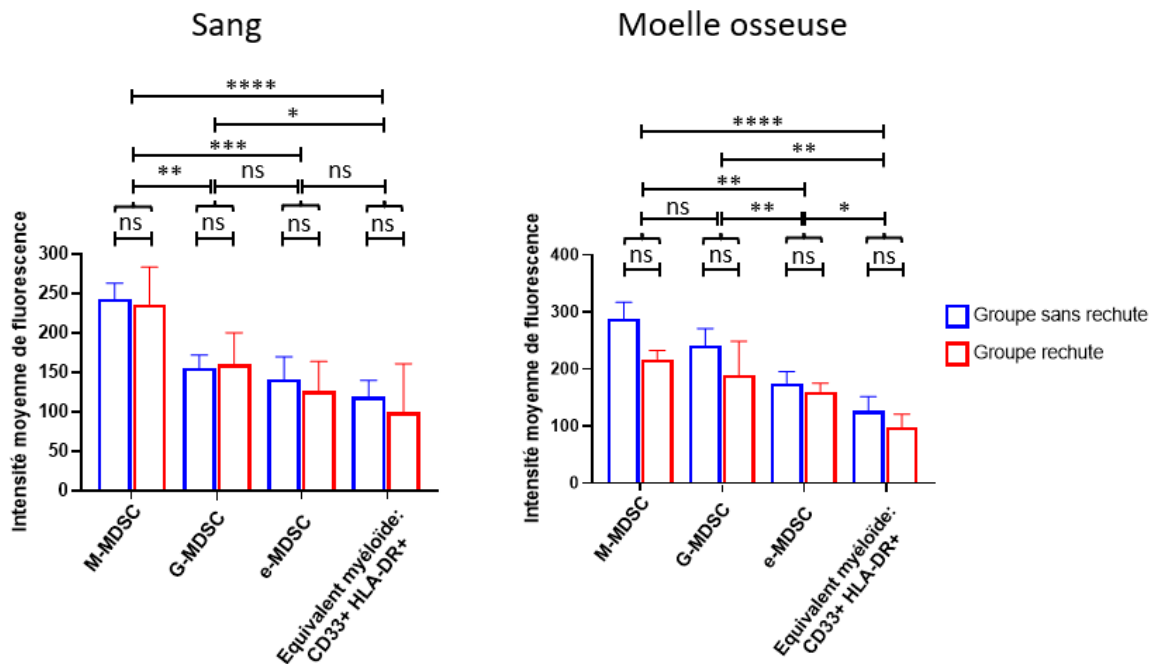 Sang
Moelle osseuse
****
*
***
** ns ns
ns ns ns ns
****
**
**
ns ** *
ns ns ns ns
Intensité moyenne de fluorescence
300
250
200
150
100
50
0
M-MDSC
G-MDSC
e-MDSC
Equivalent myéloïde:
CD33+ HLA-DR+
Intensité moyenne de fluorescence
400
300
200
100
0
M-MDSC
G-MDSC
e-MDSC
Equivalent myéloïde:
CD33+ HLA-DR+
Groupe sans rechute
Groupe rechute